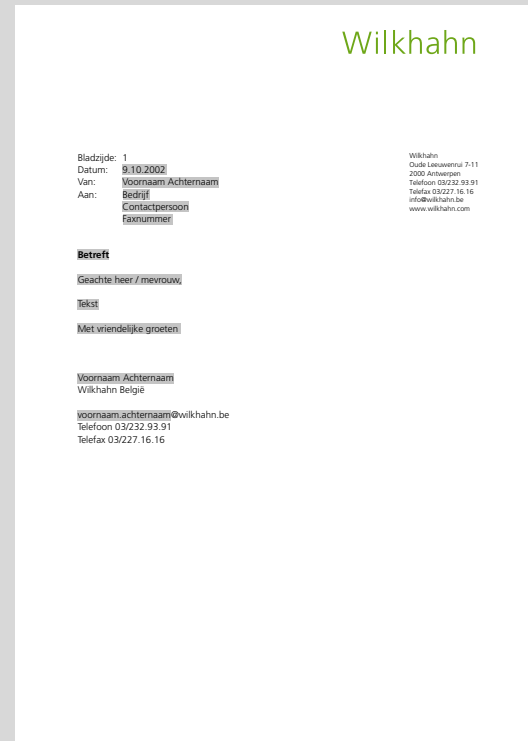 Wilkhahn
Bladzijde: 1
Datum: 9.10.2002
Van: Voornaam Achternaam
Aan: Bedrijf
Contactpersoon
Faxnummer
Wilkhahn
Oude Leeuwenrui 7-11
2000 Antwerpen
Telefoon 03/232.93.91
Telefax 03/227.16.16
info@wilkhahn.be
www.wilkhahn.com
Betreft
Geachte heer / mevrouw,
Tekst
Met vriendelijke groeten
Voornaam Achternaam
Wilkhahn België
voornaam.achternaam@wilkhahn.be
Telefoon 03/232.93.91
Telefax 03/227.16.16